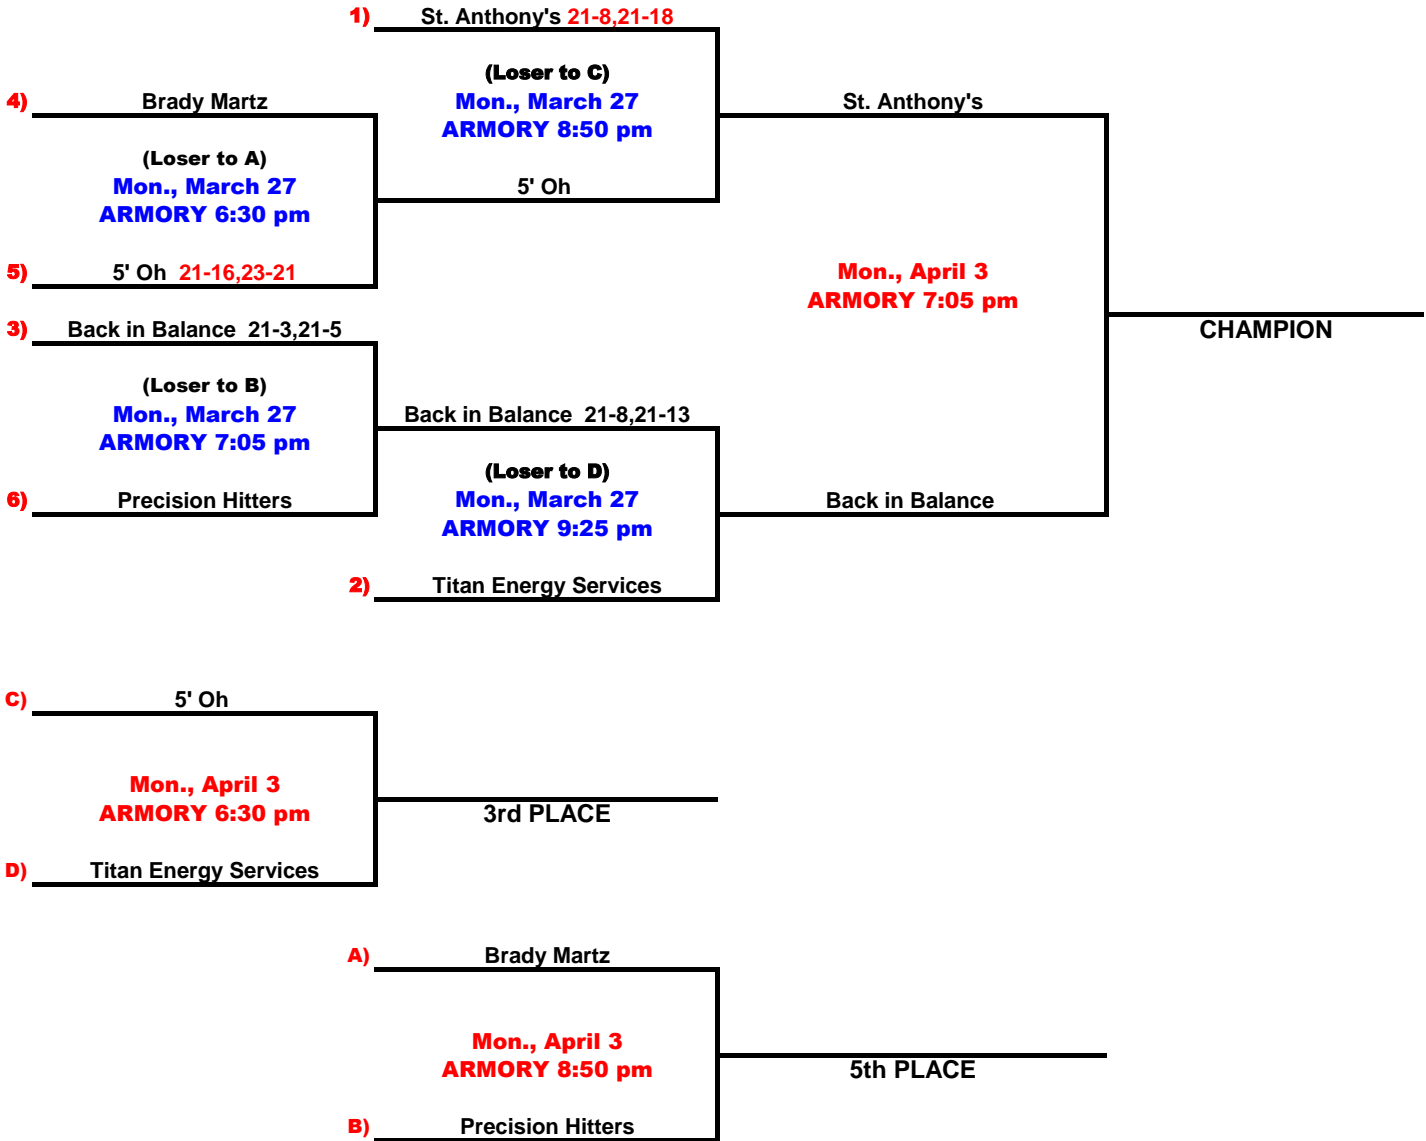 1) St. Anthony's 21-8,21-18
(Loser to C)
Mon., March 27
ARMORY 8:50 pm
4) Brady Martz
St. Anthony's
(Loser to A)
Mon., March 27
ARMORY 6:30 pm
5' Oh
5) 5' Oh 21-16,23-21
Mon., April 3
ARMORY 7:05 pm
3) Back in Balance 21-3,21-5
CHAMPION
(Loser to B)
Mon., March 27
ARMORY 7:05 pm
Back in Balance 21-8,21-13
(Loser to D)
Mon., March 27
ARMORY 9:25 pm
6) Precision Hitters
Back in Balance
2) Titan Energy Services
C) 5' Oh
Mon., April 3
ARMORY 6:30 pm
3rd PLACE
D) Titan Energy Services
A) Brady Martz
Mon., April 3
ARMORY 8:50 pm
5th PLACE
B) Precision Hitters